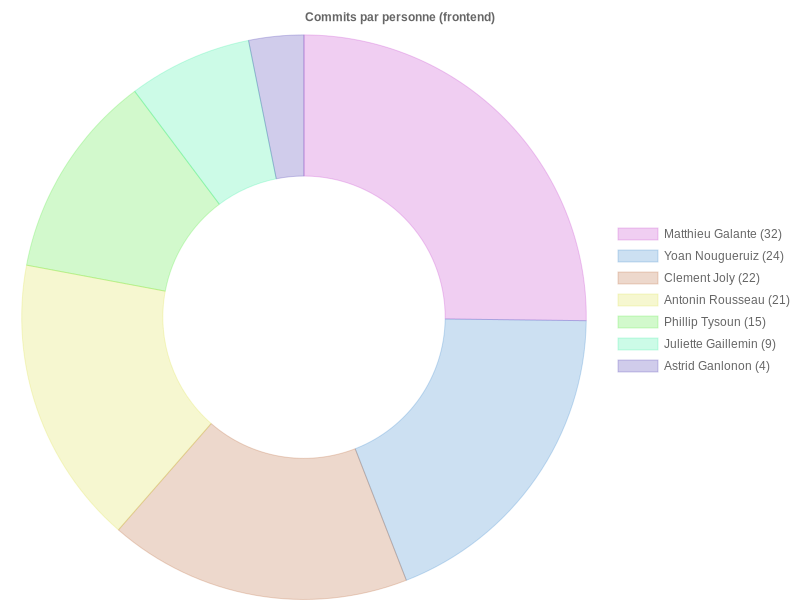 Commits par personne (frontend)
Matthieu Galante (32)
Yoan Nougueruiz (24)
Clement Joly (22)
Antonin Rousseau (21)
Phillip Tysoun (15)
Juliette Gaillemin (9)
Astrid Ganlonon (4)